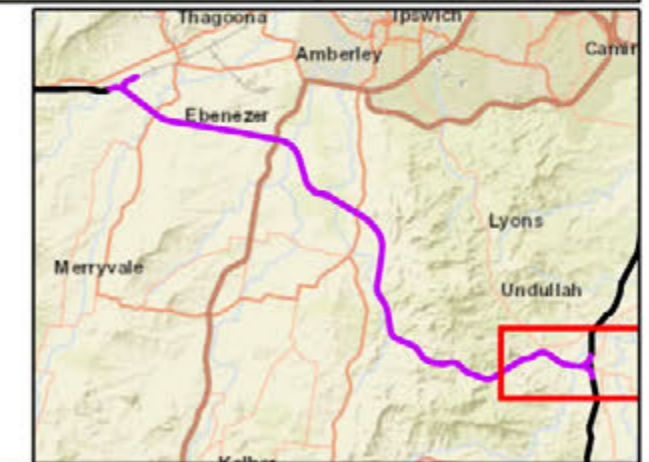 Thagoona
Ipswich
Amberley
Ebenezer
Lyons
Merryvale
Undullah